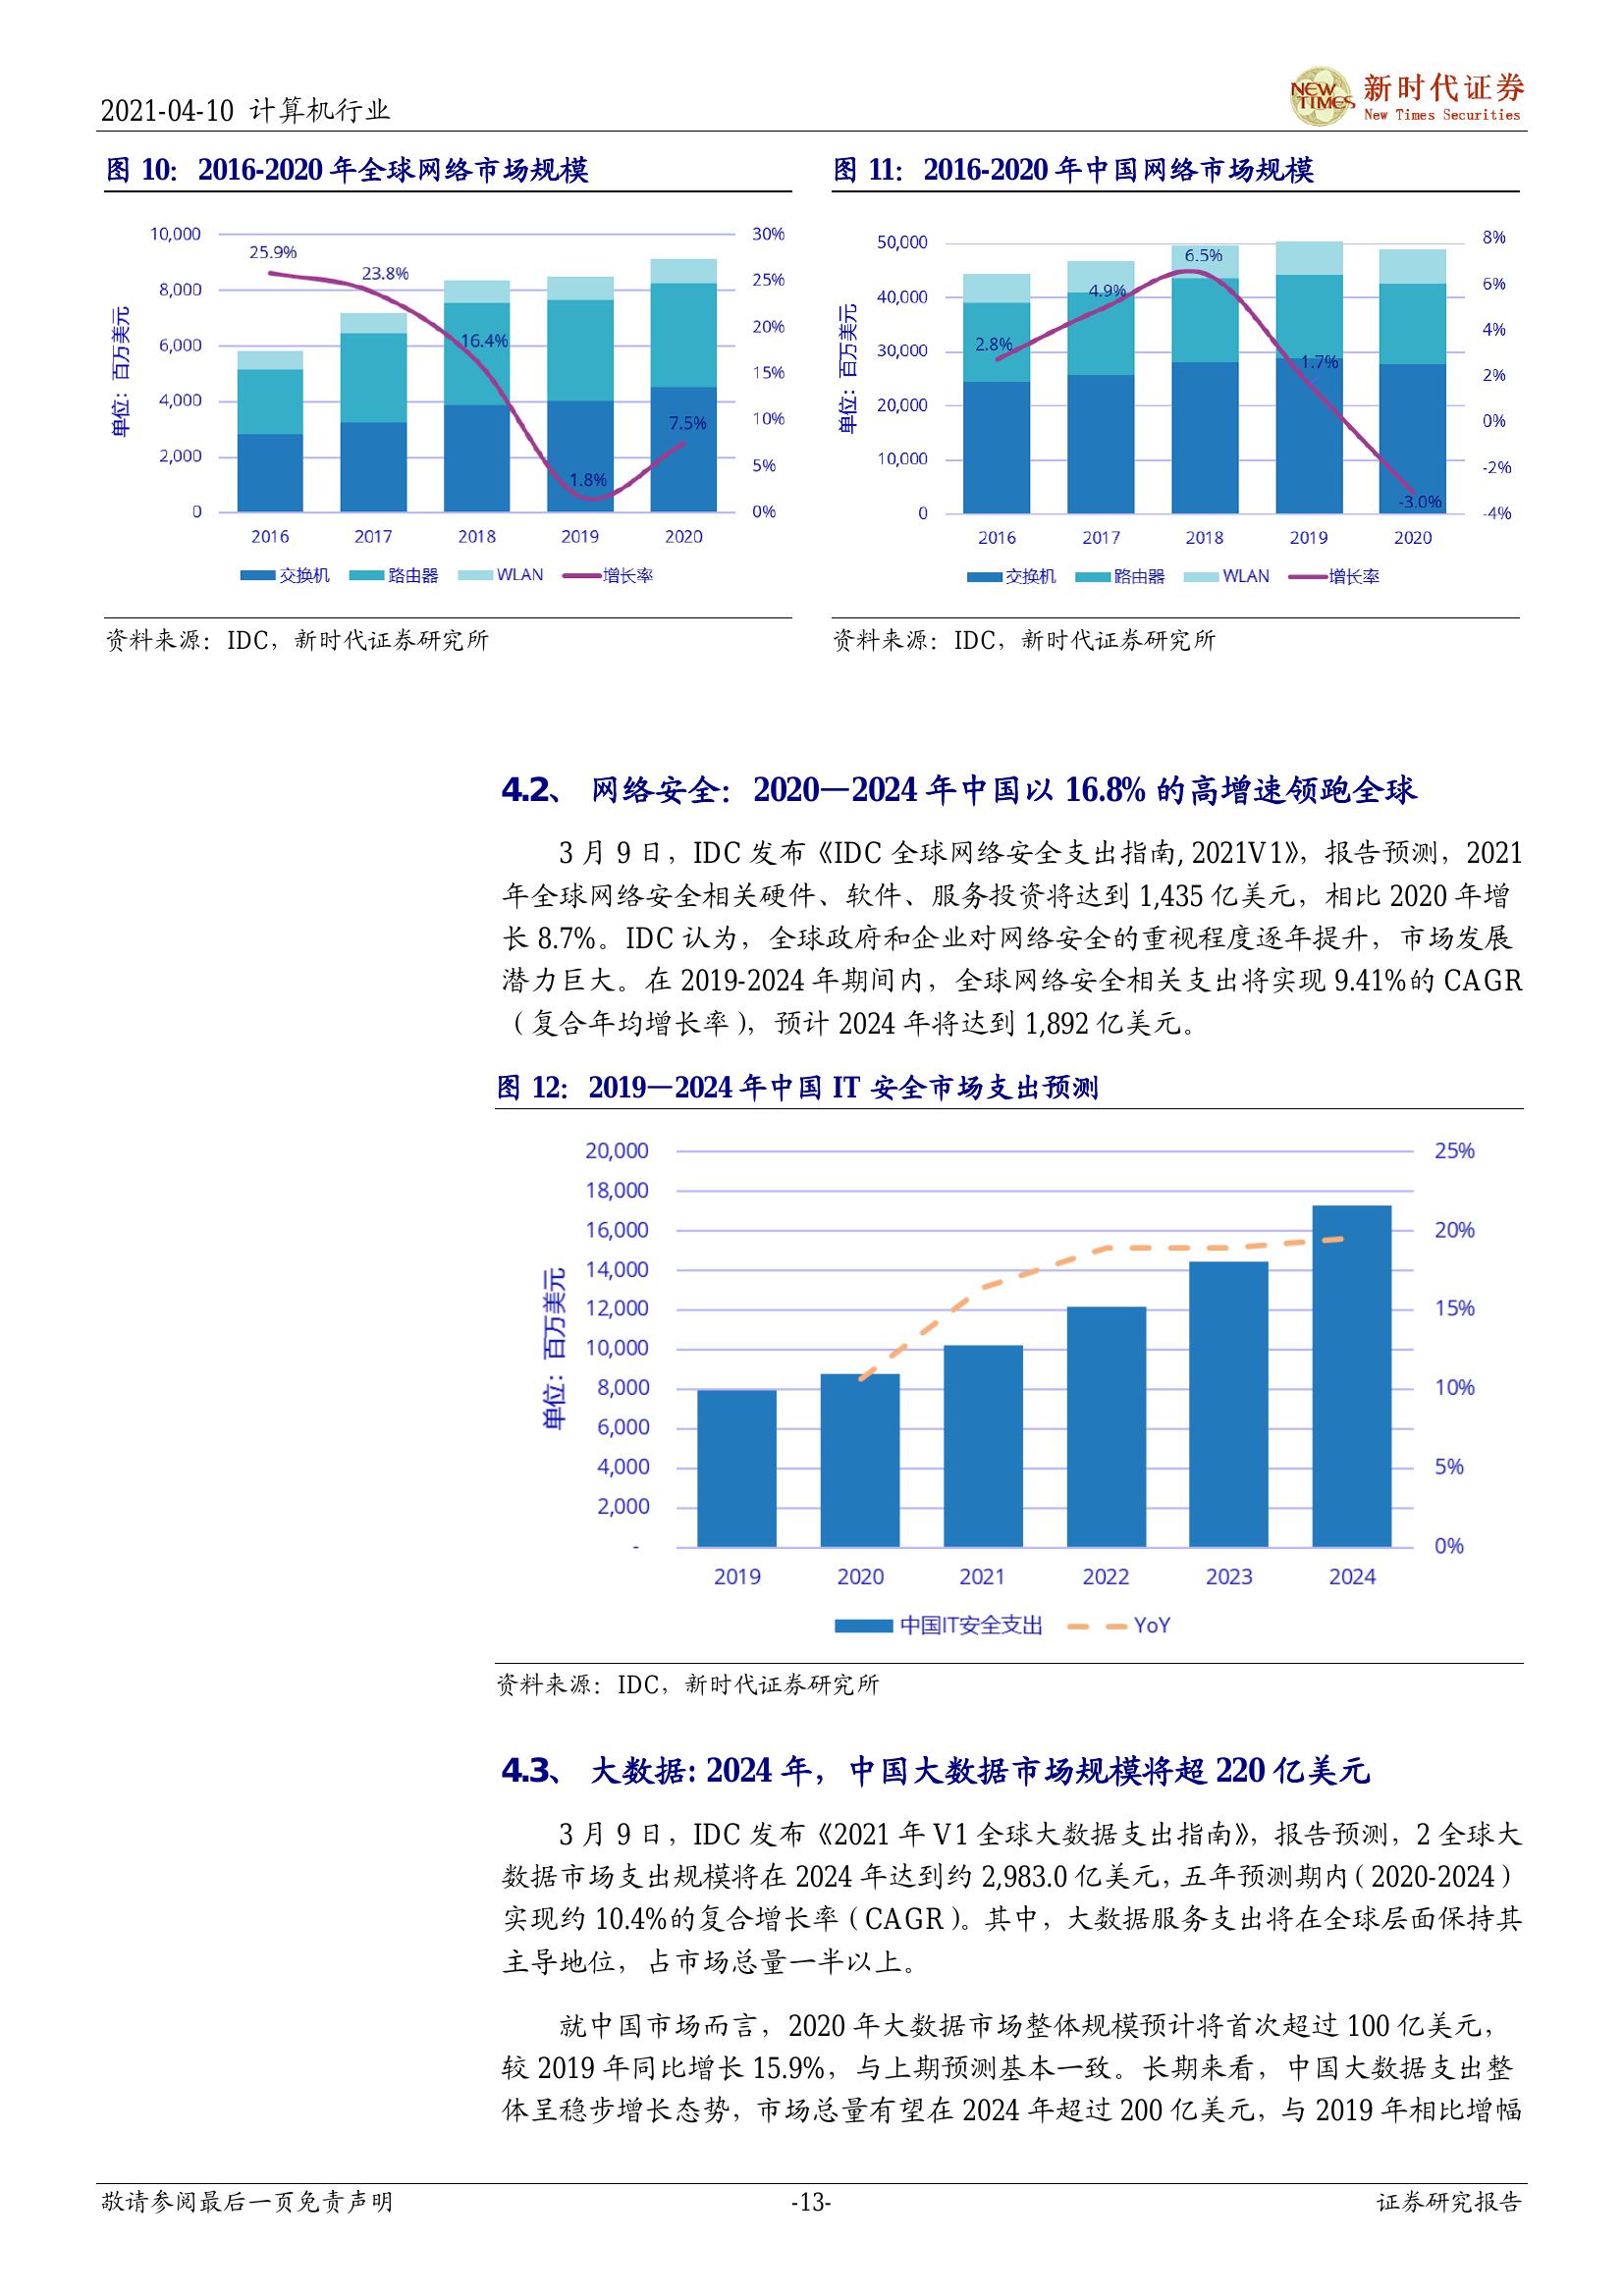 2021-04-10 计算机行业
NEW TIMES
新时代证券
New Times Securities
图 10： 2016-2020 年全球网络市场规模
10,000
8,000
6,000
4,000
2,000
0
单位：百万美元
30%
25%
20%
15%
10%
5%
0%
25.9%
23.8%
16.4%
1.8%
7.5%
2016 2017 2018 2019 2020
交换机 路由器 WLAN 增长率
资料来源：IDC，新时代证券研究所
图 11： 2016-2020 年中国网络市场规模
50,000
40,000
30,000
20,000
10,000
0
单位：百万美元
8%
6%
4%
2%
0%
-2%
-4%
2.8%
4.9%
6.5%
1.7%
-3.0%
2016 2017 2018 2019 2020
交换机 路由器 WLAN 增长率
资料来源：IDC，新时代证券研究所
4.2、 网络安全：2020—2024 年中国以 16.8% 的高增速领跑全球
3 月 9 日，IDC 发布《IDC 全球网络安全支出指南, 2021V1》，报告预测，2021
年全球网络安全相关硬件、软件、服务投资将达到 1,435 亿美元，相比 2020 年增
长 8.7%。IDC 认为，全球政府和企业对网络安全的重视程度逐年提升，市场发展
潜力巨大。在 2019-2024 年期间内，全球网络安全相关支出将实现 9.41%的 CAGR
（复合年均增长率），预计 2024 年将达到 1,892 亿美元。
图 12： 2019—2024 年中国 IT 安全市场支出预测
20,000
18,000
16,000
14,000
12,000
10,000
8,000
6,000
4,000
2,000
-
单位：百万美元
25%
20%
15%
10%
5%
0%
2019 2020 2021 2022 2023 2024
中国IT安全支出 YoY
资料来源：IDC，新时代证券研究所
4.3、 大数据: 2024 年，中国大数据市场规模将超 220 亿美元
3 月 9 日，IDC 发布《2021 年 V1 全球大数据支出指南》，报告预测，2 全球大
数据市场支出规模将在 2024 年达到约 2,983.0 亿美元，五年预测期内（2020-2024）
实现约 10.4%的复合增长率（CAGR）。其中，大数据服务支出将在全球层面保持其
主导地位，占市场总量一半以上。
就中国市场而言，2020 年大数据市场整体规模预计将首次超过 100 亿美元，
较 2019 年同比增长 15.9%，与上期预测基本一致。长期来看，中国大数据支出整
体呈稳步增长态势，市场总量有望在 2024 年超过 200 亿美元，与 2019 年相比增幅
敬请参阅最后一页免责声明 -13- 证券研究报告